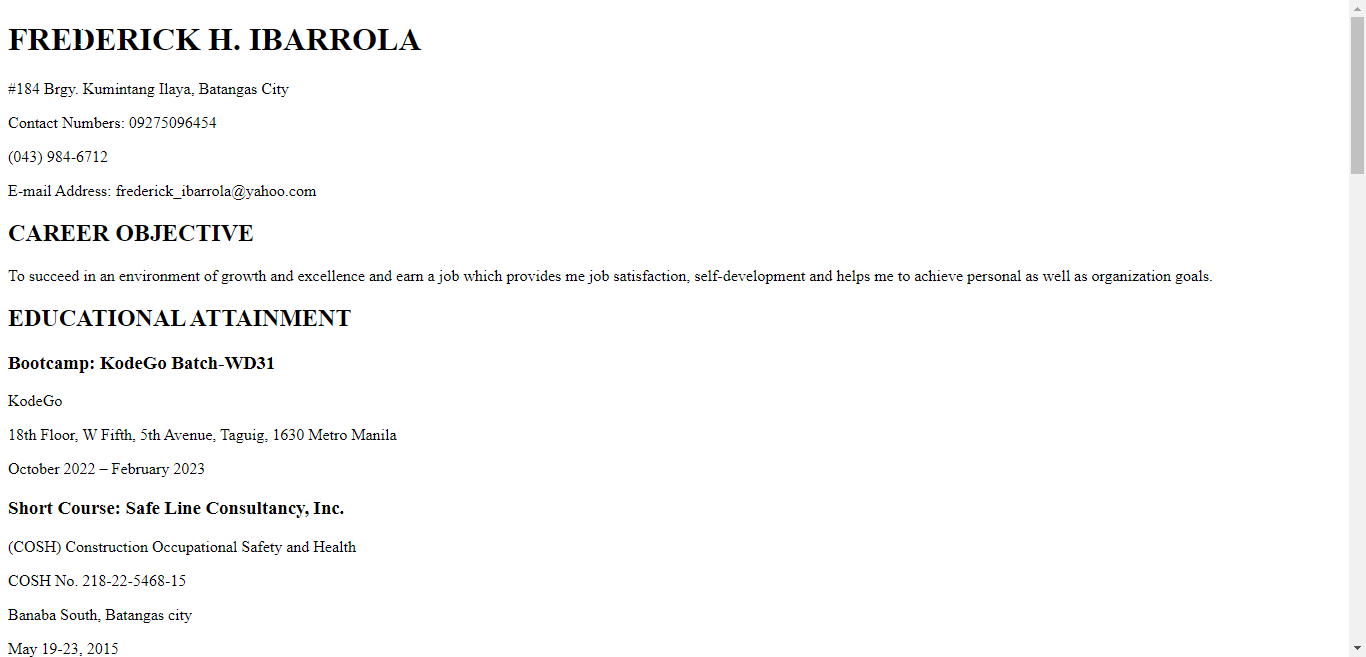 FREDERICK H. IBARROLA
#184 Brgy. Kumintang Ilaya, Batangas City
Contact Numbers: 09275096454
(043) 984-6712
E-mail Address: frederick_ibarrola@yahoo.com
CAREER OBJECTIVE
To succeed in an environment of growth and excellence and earn a job which provides me job satisfaction, self-development and helps me to achieve personal as well as organization goals.
EDUCATIONAL ATTAINMENT
Bootcamp: KodeGo Batch-WD31
KodeGo
18th Floor, W Fifth, 5th Avenue, Taguig, 1630 Metro Manila
October 2022 – February 2023
Short Course: Safe Line Consultancy, Inc.
(COSH) Construction Occupational Safety and Health
COSH No. 218-22-5468-15
Banaba South, Batangas city
May 19-23, 2015